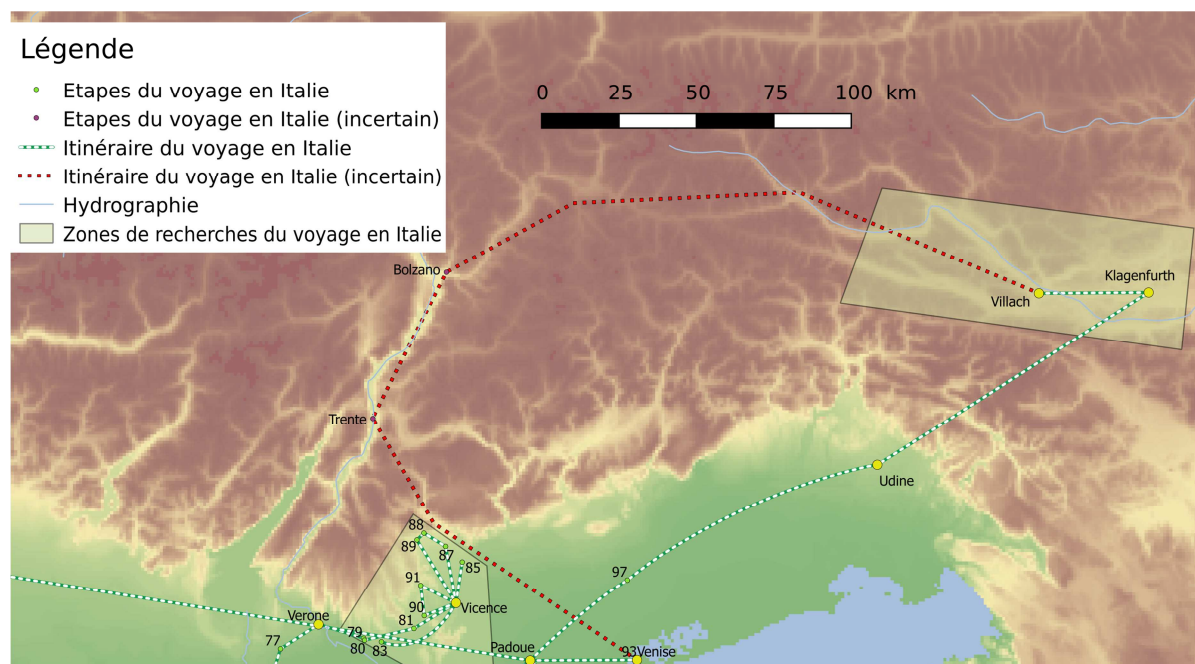 Légende
Etapes du voyage en Italie
Etapes du voyage en Italie (incertain)
Itinéraire du voyage en Italie
Itinéraire du voyage en Italie (incertain)
Hydrographie
Zones de recherches du voyage en Italie
0 25 50 75 100 km
Bolzano
Klagenfurth
Villach
Trente
Udine
88
89
87
85
97
91
90
Vicence
81
Verone
79
77
80
83
Padoue
93
Venise